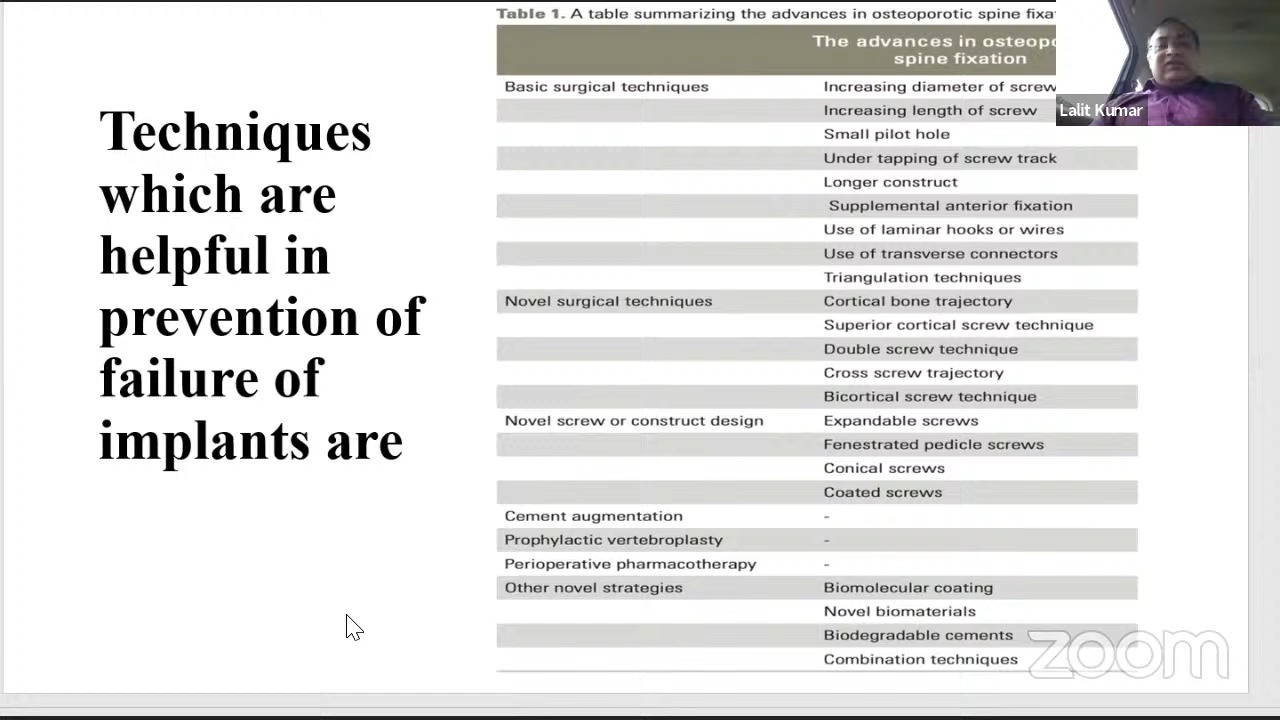 Techniques
which are
helpful in
prevention of
failure of
implants are
Table 1. A table summarizing the advances in osteoporotic spine
The advances in
spine fixation
Basic surgical techniques Increasing diameter of screw
Increasing length of screw
Small pilot hole
Under tapping of screw track
Longer construct
Supplemental anterior fixation
Use of laminar hooks or wires
Use of transverse connectors
Triangulation techniques
Novel surgical techniques Cortical bone trajectory
Superior cortical screw technique
Double screw technique
Cross screw trajectory
Bicortical screw technique
Novel screw or construct design Expandable screws
Fenestrated pedicle screws
Conical screws
Coated screws
Cement augmentation -
Prophylactic vertebroplasty -
Perioperative pharmacotherapy -
Other novel strategies Biomolecular coating
Novel biomaterials
Biodegradable cements
Combination techniques
Lalit Kumar
zoom